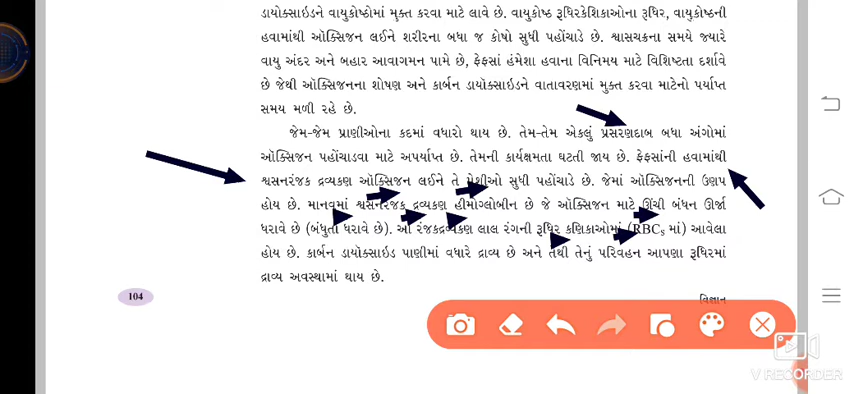 ડાયોક્સાઇડને વાયુકોષ્ઠોમાં મુક્ત કરવા માટે લાવે છે. વાયુકોષ્ઠ રુધિરકેશિકાઓના રુધિર, વાયુકોષ્ઠની
હવામાંથી ઑક્સિજન લઈને શરીરના બધા જ કોષો સુધી પહોંચાડે છે. શ્વાસચક્રના સમયે જ્યારે
વાયુ અંદર અને બહાર આવાગમન પામે છે, ફેફસાં હંમેશા હવાના વિનિમય માટે વિશિષ્ટતા દર્શાવે
છે જેથી ઑક્સિજનના શોષણ અને કાર્બન ડાયૉક્સાઇડને વાતાવરણમાં મુક્ત કરવા માટેનો પર્યાપ્ત
સમય મળી રહે છે.
જેમ-જેમ પ્રાણીઓના કદમાં વધારો થાય છે. તેમ-તેમ એકલું પ્રસરણદાબ બધા અંગોમાં
ઑક્સિજન પહોંચાડવા માટે અપર્યાપ્ત છે. તેમની કાર્યક્ષમતા ઘટતી જાય છે. ફેફસાંની હવામાંથી
શ્વસનરંજક દ્રવ્યકણ ઑક્સિજન લઈને તે પેશીઓ સુધી પહોંચાડે છે. જેમાં ઑક્સિજનની ઉણપ
હોય છે. માનવમાં શ્વસનરંજક દ્રવ્યકણ હીમોગ્લોબીન છે જે ઑક્સિજન માટે ઊંચી બંધન ઊર્જા
ધરાવે છે (બંધુતા ધરાવે છે). આ રંજકદ્રવ્યકણ લાલ રંગની રુધિર કણિકાઓમાં (RBCs માં) આવેલા
હોય છે. કાર્બન ડાયૉક્સાઇડ પાણીમાં વધારે દ્રાવ્ય છે અને તેથી તેનું પરિવહન આપણા રુધિરમાં
દ્રાવ્ય અવસ્થામાં થાય છે.
104
વિજ્ઞાન
V RECORDER